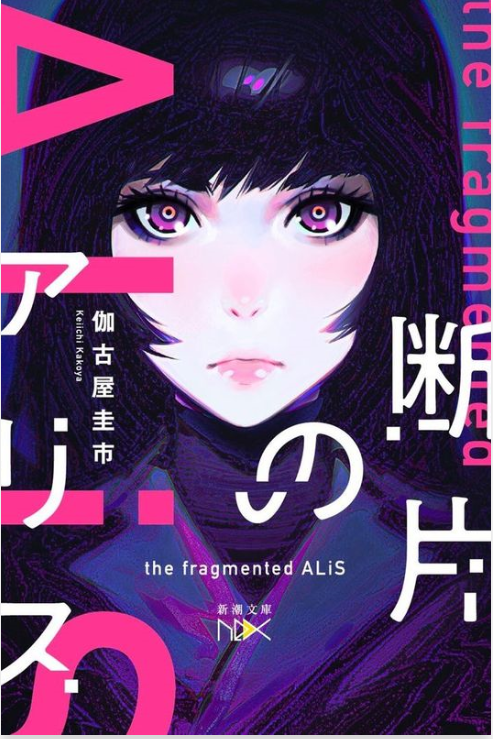 the fragmented
ALiS
断片
の
アリス
伽古屋圭市
Keiichi Kakoya
the fragmented ALiS
新潮文庫
nex